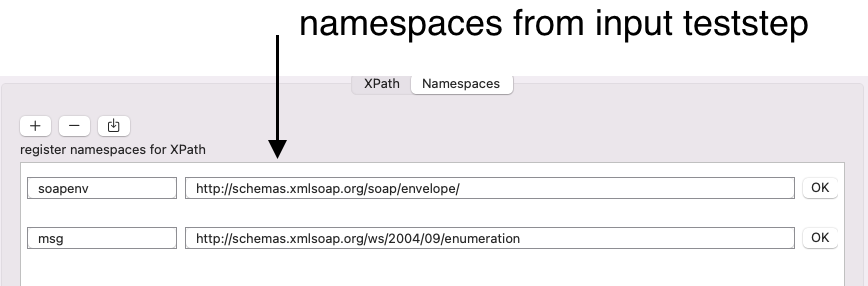 namespaces from input teststep
XPath Namespaces
+ −
register namespaces for XPath
soapenv http://schemas.xmlsoap.org/soap/envelope/ OK
msg http://schemas.xmlsoap.org/ws/2004/09/enumeration OK